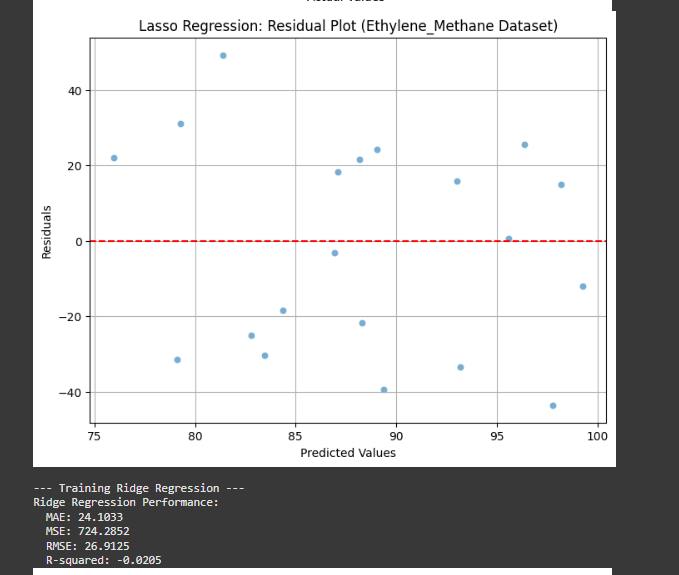 Actual Values
Lasso Regression: Residual Plot (Ethylene_Methane Dataset)
40
20
0
−20
−40
Residuals
75 80 85 90 95 100
Predicted Values
--- Training Ridge Regression ---
Ridge Regression Performance:
MAE: 24.1033
MSE: 724.2852
RMSE: 26.9125
R-squared: -0.0205